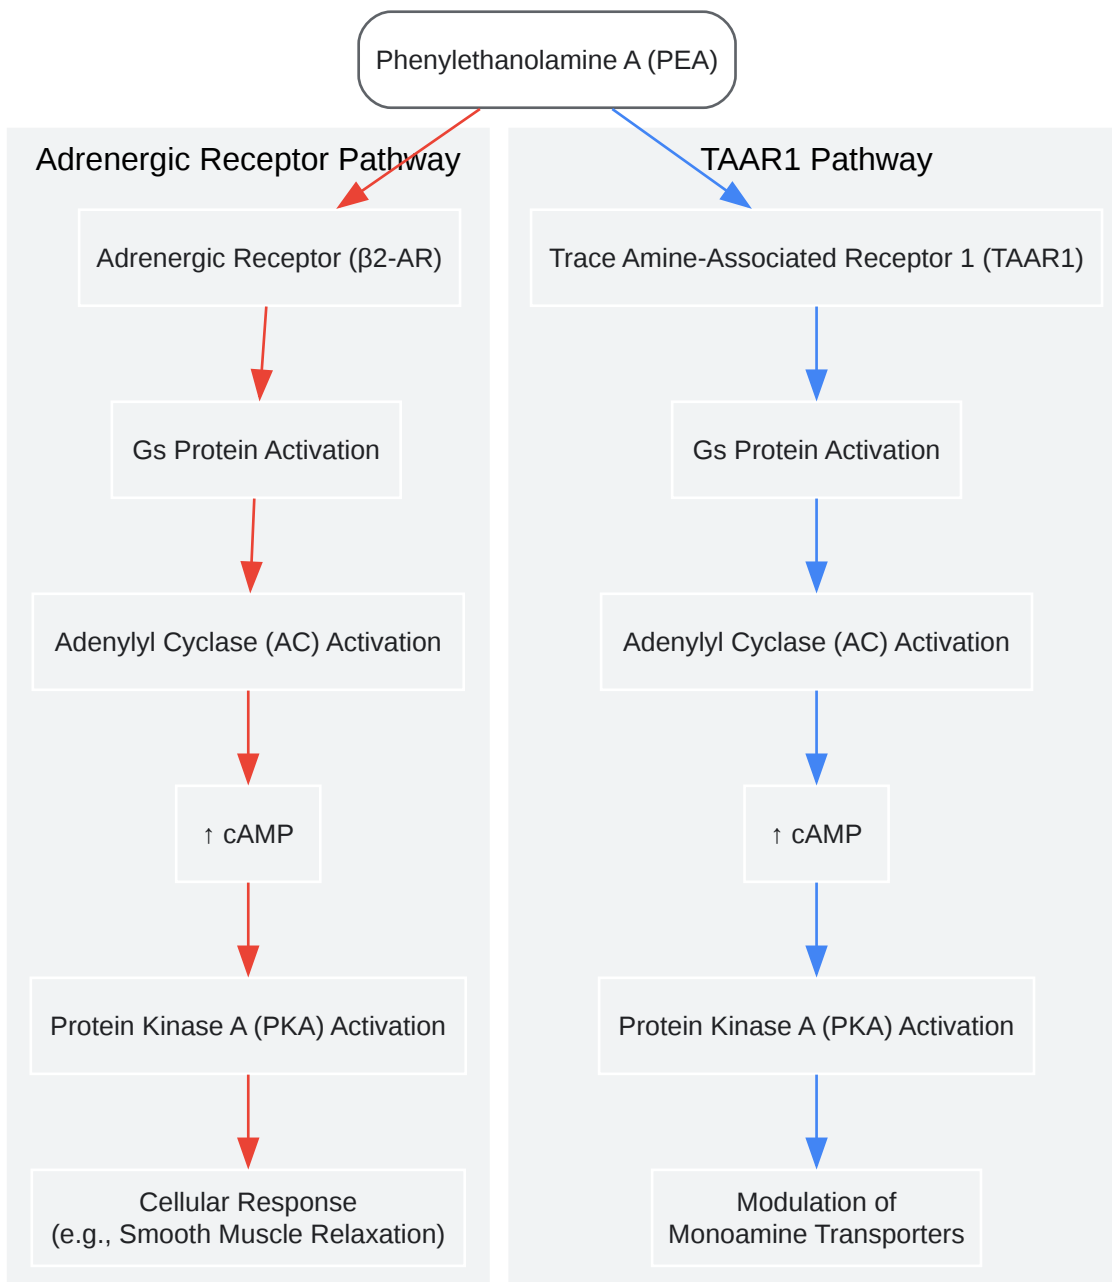 Phenylethanolamine A (PEA)
Adrenergic Receptor Pathway
Adrenergic Receptor (β2-AR)
Gs Protein Activation
Adenylyl Cyclase (AC) Activation
↑ cAMP
Protein Kinase A (PKA) Activation
Cellular Response
(e.g., Smooth Muscle Relaxation)
TAAR1 Pathway
Trace Amine-Associated Receptor 1 (TAAR1)
Gs Protein Activation
Adenylyl Cyclase (AC) Activation
↑ cAMP
Protein Kinase A (PKA) Activation
Modulation of
Monoamine Transporters